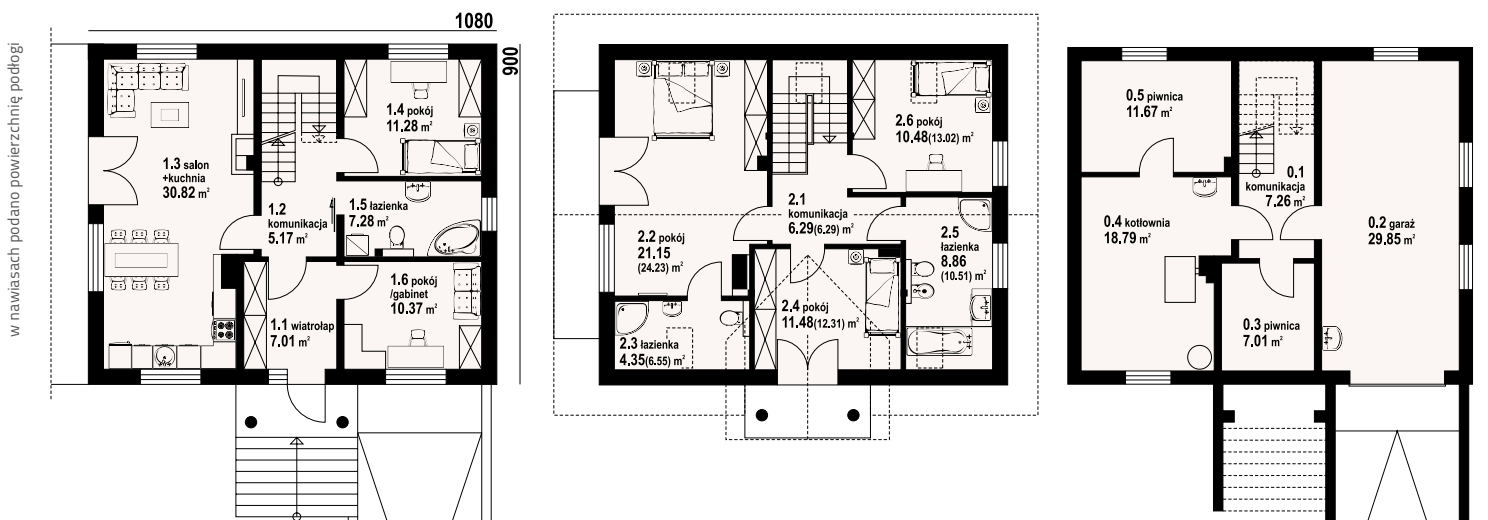 w nawiasach podano powierzchnię podłogi
1080
900
1.4 pokój
11.28 m²
1.3 salon
+kuchnia
30.82 m²
1.5 łazienka
7.28 m²
1.2
komunikacja
5.17 m²
1.6 pokój
/gabinet
10.37 m²
1.1 wiatrołap
7.01 m²
2.6 pokój
10.48(13.02) m²
2.1
komunikacja
6.29(6.29) m²
2.2 pokój
21.15
(24.23) m²
2.5
łazienka
8.86
(10.51) m²
2.4 pokój
11.48(12.31) m²
2.3 łazienka
4.35(6.55) m²
0.5 piwnica
11.67 m²
0.1
komunikacja
7.26 m²
0.4 kotłownia
18.79 m²
0.2 garaż
29.85 m²
0.3 piwnica
7.01 m²